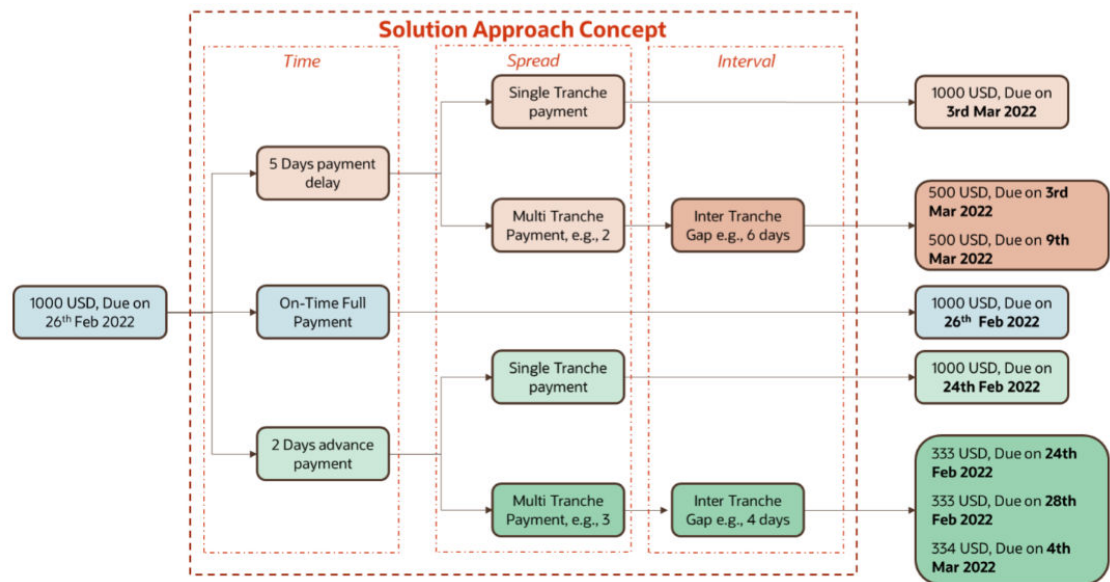 Solution Approach Concept
Time
Spread
Interval
Single Tranche
payment
1000 USD, Due on
3rd Mar 2022
5 Days payment
delay
Multi Tranche
Payment, e.g., 2
Inter Tranche
Gap e.g., 6 days
500 USD, Due on 3rd
Mar 2022
500 USD, Due on 9th
Mar 2022
1000 USD, Due on
26th Feb 2022
On-Time Full
Payment
1000 USD, Due on
26th Feb 2022
Single Tranche
payment
1000 USD, Due on
24th Feb 2022
2 Days advance
payment
Multi Tranche
Payment, e.g., 3
Inter Tranche
Gap e.g., 4 days
333 USD, Due on 24th
Feb 2022
333 USD, Due on 28th
Feb 2022
334 USD, Due on 4th
Mar 2022